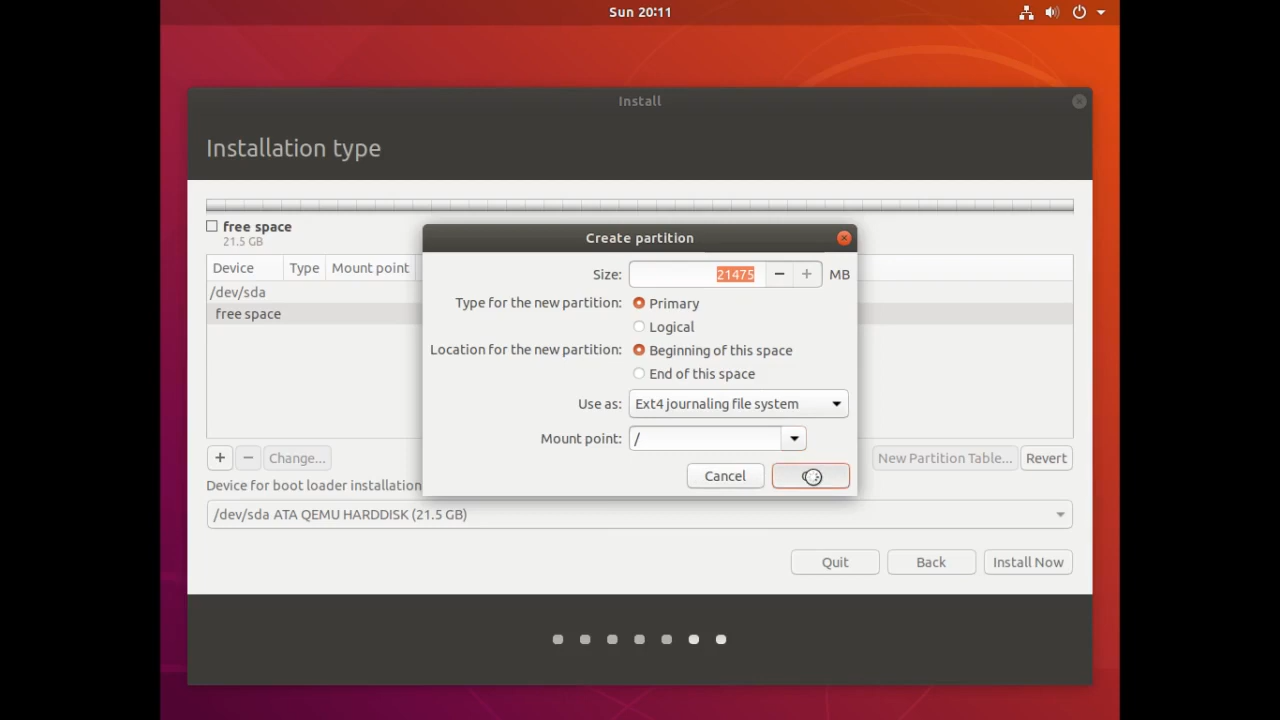 Sun 20:11
Install
Installation type
free space
21.5 GB
Device Type Mount point
/dev/sda
free space
Create partition
Size: 21475 − + MB
Type for the new partition: Primary
Logical
Location for the new partition: Beginning of this space
End of this space
Use as: Ext4 journaling file system
Mount point: /
Cancel
+ − Change...
New Partition Table... Revert
Device for boot loader installation
/dev/sda ATA QEMU HARDDISK (21.5 GB)
Quit Back Install Now